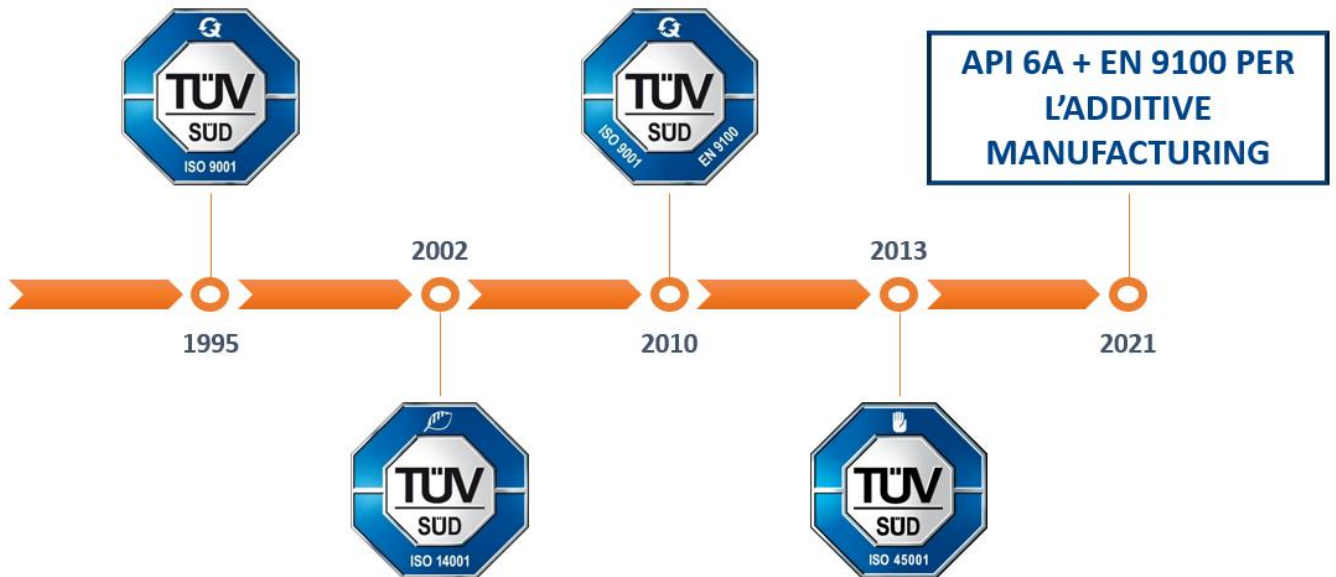 TÜV
SÜD
ISO 9001
1995
2002
TÜV
SÜD
ISO 14001
TÜV
SÜD
ISO 9001
EN 9100
2010
2013
TÜV
SÜD
ISO 45001
API 6A + EN 9100 PER
L’ADDITIVE
MANUFACTURING
2021